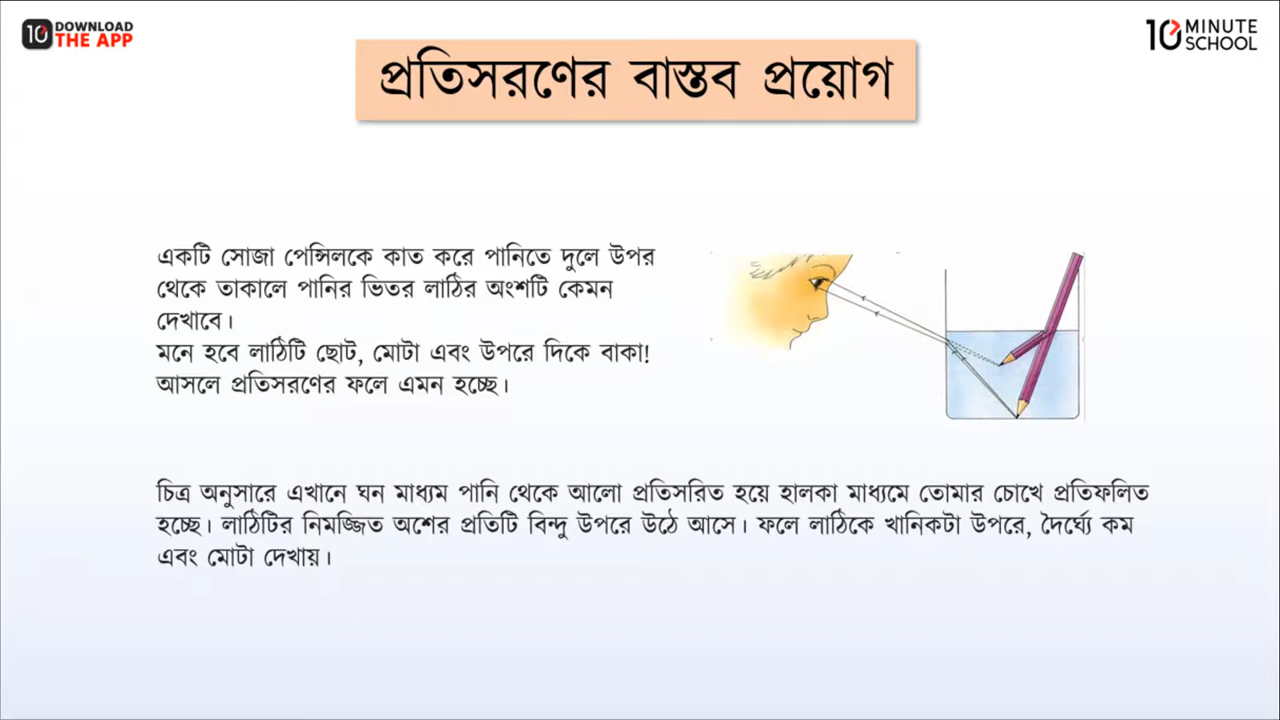 DOWNLOAD
THE APP
10 MINUTE
SCHOOL
প্রতিসরণের বাস্তব প্রয়োগ
একটি সোজা পেন্সিলকে কাত করে পানিতে দুলে উপর
থেকে তাকালে পানির ভিতর লাঠির অংশটি কেমন
দেখাবে।
মনে হবে লাঠিটি ছোট, মোটা এবং উপরে দিকে বাকা!
আসলে প্রতিসরণের ফলে এমন হচ্ছে।
চিত্র অনুসারে এখানে ঘন মাধ্যম পানি থেকে আলো প্রতিসরিত হয়ে হালকা মাধ্যমে তোমার চোখে প্রতিফলিত
হচ্ছে। লাঠিটির নিমজ্জিত অশের প্রতিটি বিন্দু উপরে উঠে আসে। ফলে লাঠিকে খানিকটা উপরে, দৈর্ঘ্যে কম
এবং মোটা দেখায়।